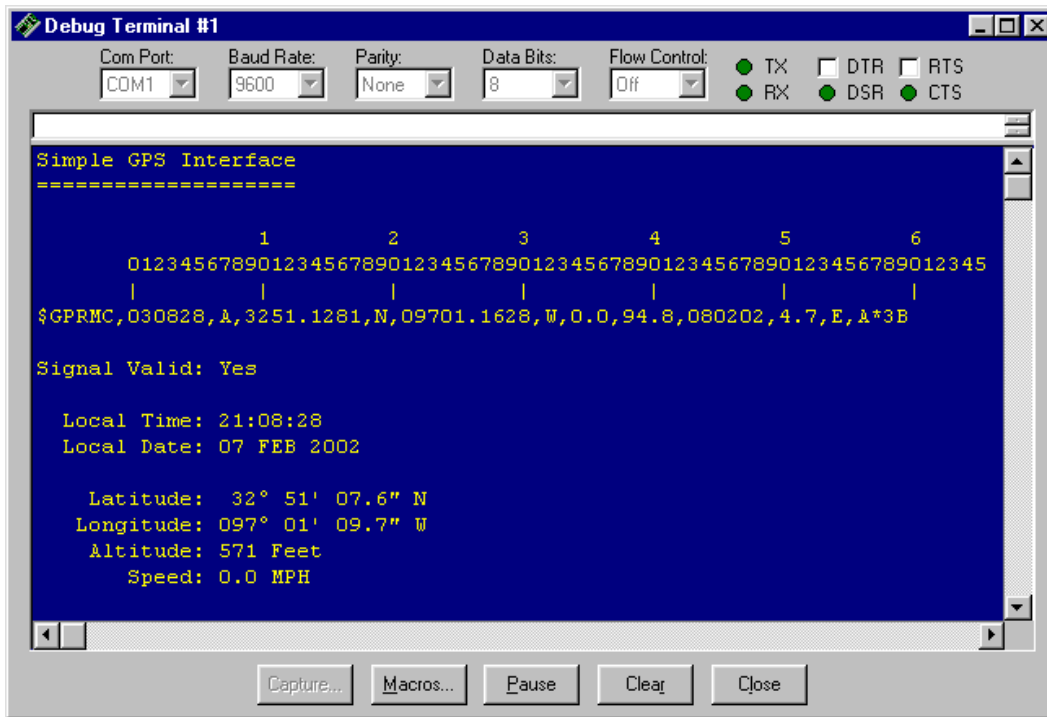 Debug Terminal #1
Com Port: Baud Rate: Parity: Data Bits: Flow Control:
COM1 9600 None 8 Off
TX DTR RTS
RX DSR CTS
Simple GPS Interface
====================
1 2 3 4 5 6
012345678901234567890123456789012345678901234567890123456789012345
| | | | | | |
$GPRMC,030828,A,3251.1281,N,09701.1628,W,0.0,94.8,080202,4.7,E,A*3B
Signal Valid: Yes
Local Time: 21:08:28
Local Date: 07 FEB 2002
Latitude: 32° 51' 07.6" N
Longitude: 097° 01' 09.7" W
Altitude: 571 Feet
Speed: 0.0 MPH
Capture... Macros... Pause Clear Close